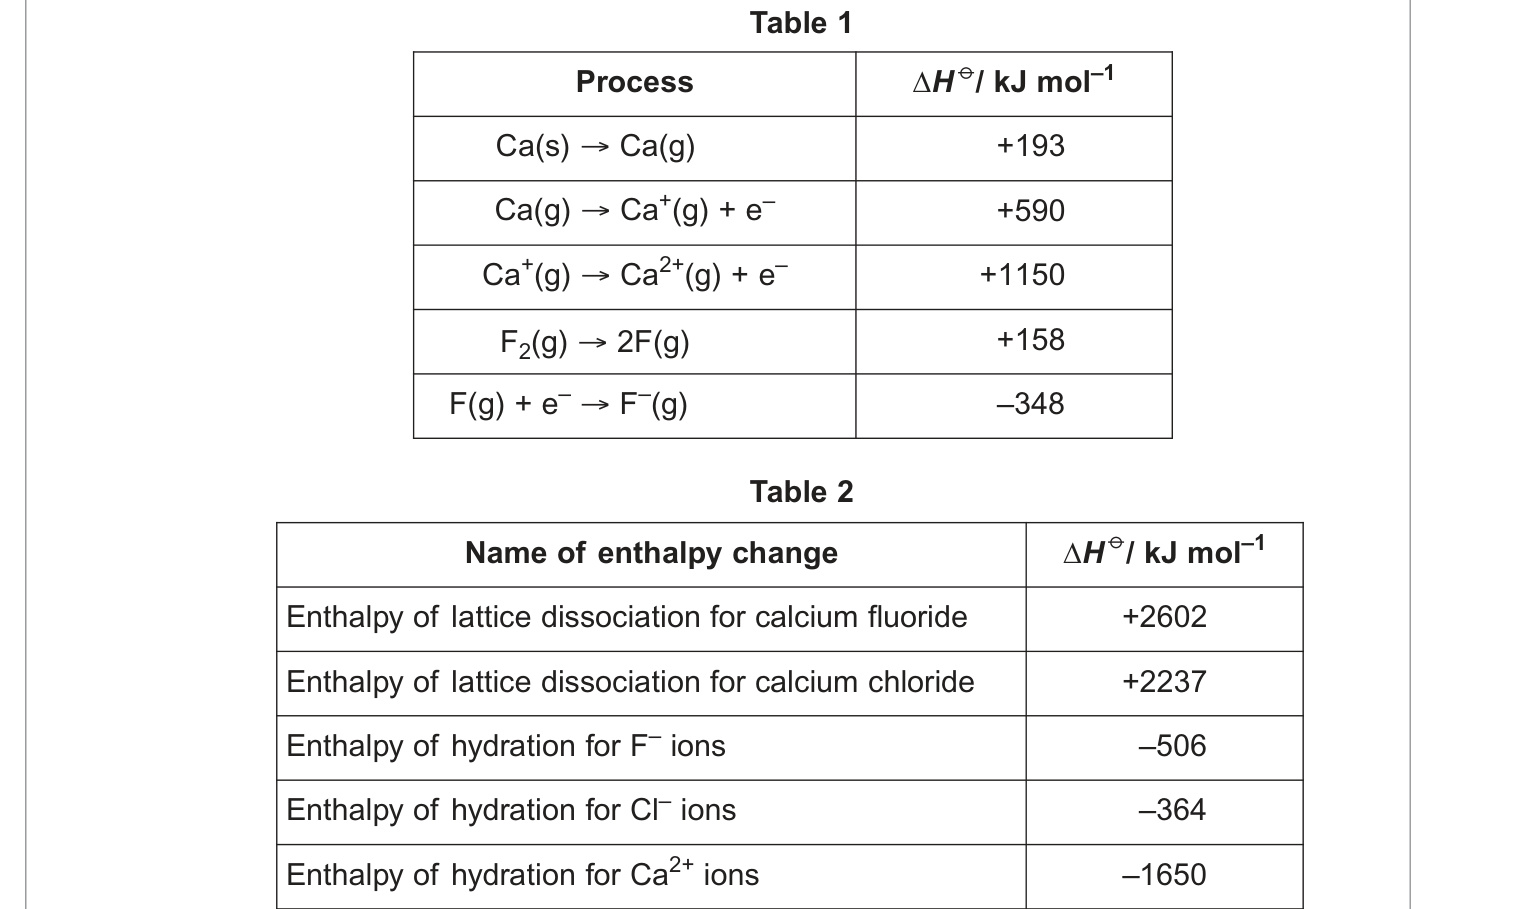 Table 1
Process ΔH⦵/ kJ mol⁻¹
Ca(s) → Ca(g) +193
Ca(g) → Ca⁺(g) + e⁻ +590
Ca⁺(g) → Ca²⁺(g) + e⁻ +1150
F₂(g) → 2F(g) +158
F(g) + e⁻ → F⁻(g) –348
Table 2
Name of enthalpy change ΔH⦵/ kJ mol⁻¹
Enthalpy of lattice dissociation for calcium fluoride +2602
Enthalpy of lattice dissociation for calcium chloride +2237
Enthalpy of hydration for F⁻ ions –506
Enthalpy of hydration for Cl⁻ ions –364
Enthalpy of hydration for Ca²⁺ ions –1650